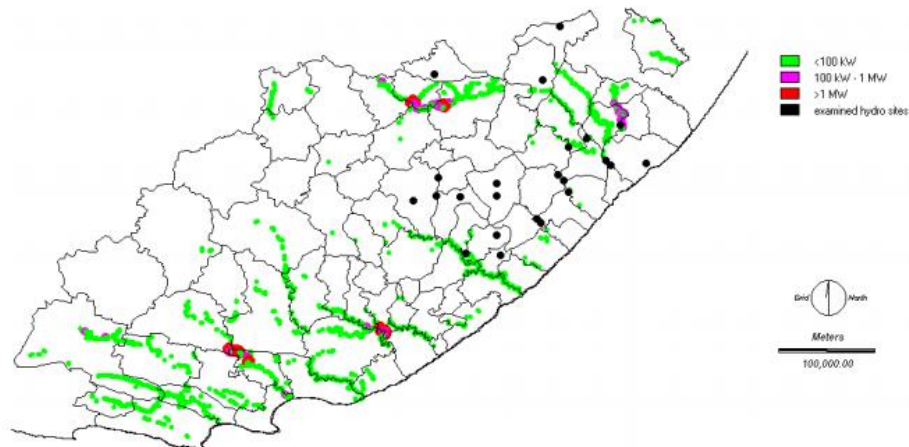 <100 kW
100 kW - 1 MW
>1 MW
examined hydro sites
Grid North
Meters
100,000.00